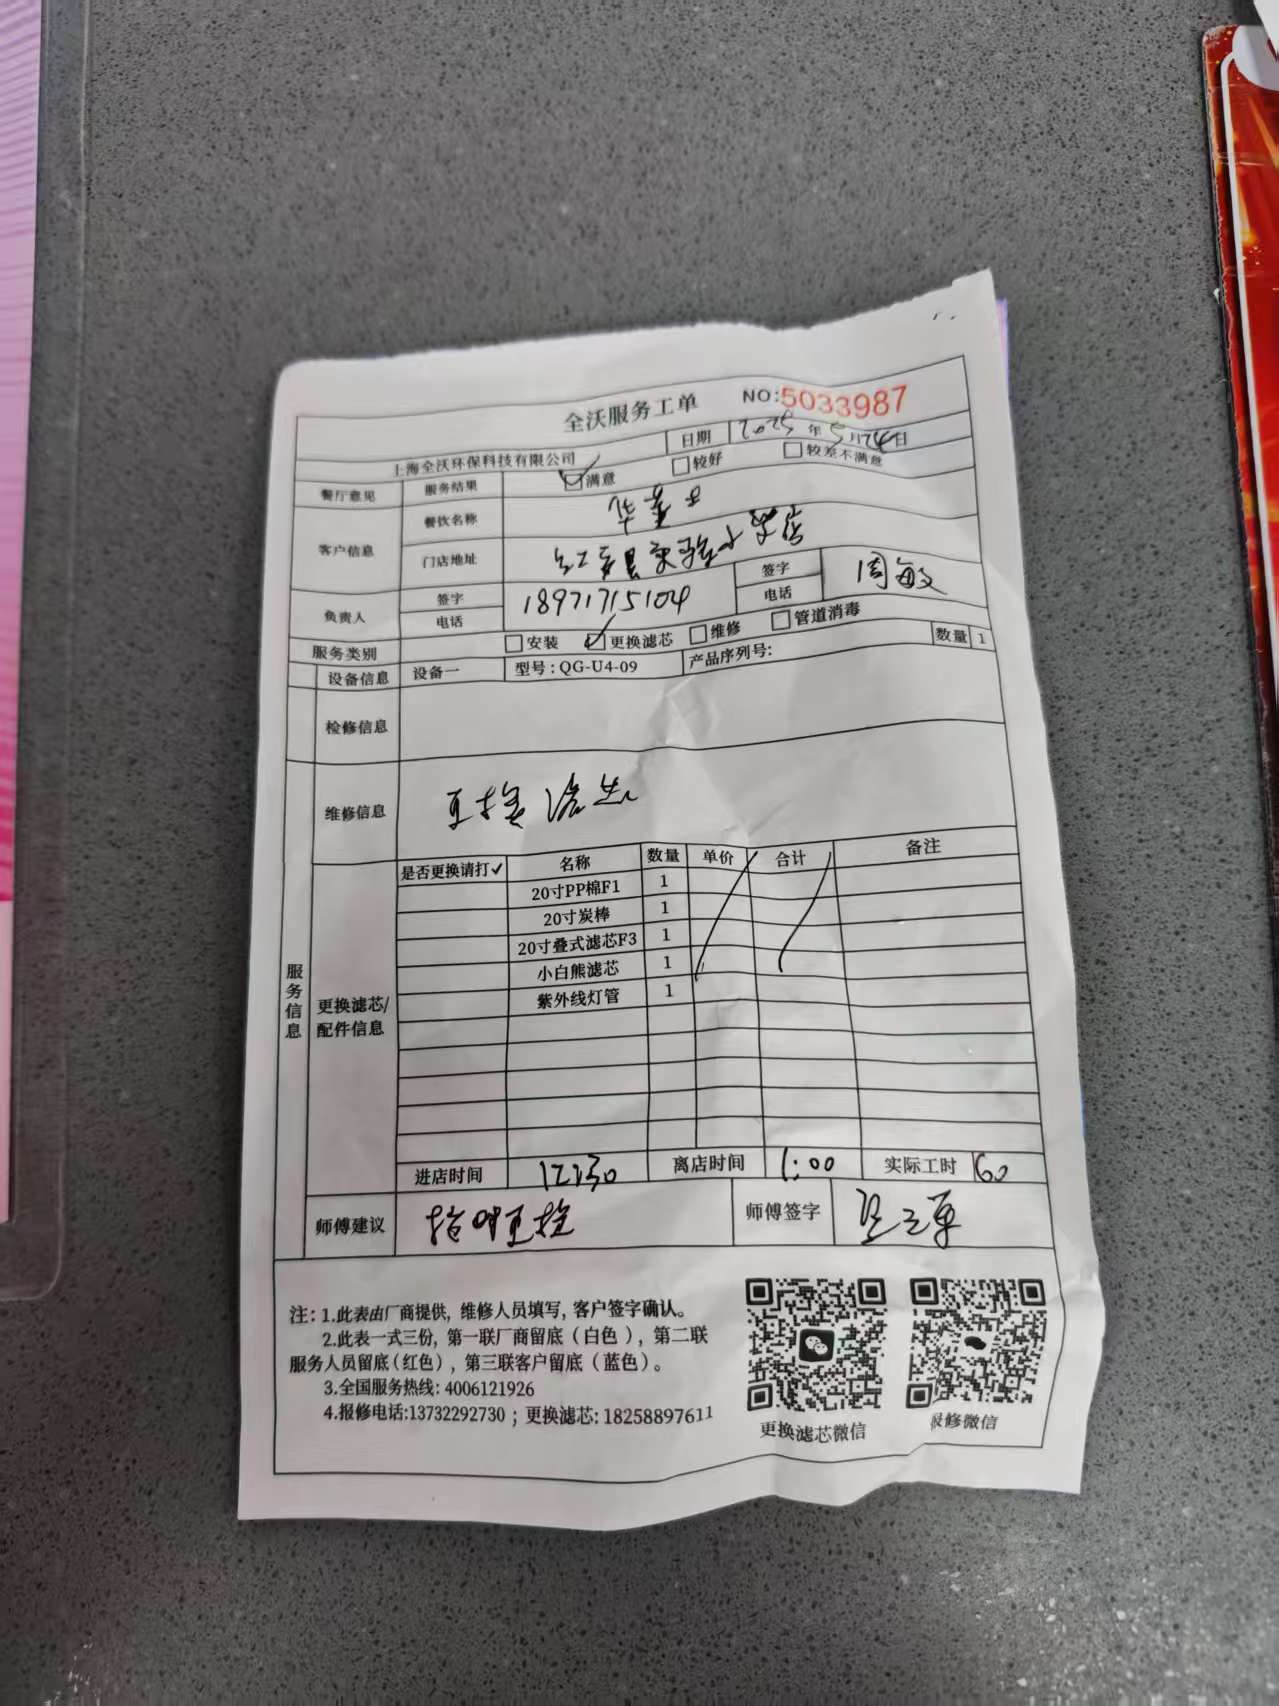 全沃服务工单 NO:5033987
上海全沃环保科技有限公司 日期 2025年5月24日
餐厅意见 服务结果 ☑满意 □较好 □较差不满意
客户信息 餐饮名称 华莱士
门店地址
负责人 签字 电话 18971715104 签字 电话 周敏
服务类别 □安装 ☑更换滤芯 □维修 □管道消毒
设备信息 设备一 型号:QG-U4-09 产品序列号: 数量 1
检修信息
维修信息 更换滤芯
服务信息
更换滤芯/配件信息
是否更换请打✓ 名称 数量 单价 合计 备注
20寸PP棉F1 1
20寸炭棒 1
20寸叠式滤芯F3 1
小白熊滤芯 1
紫外线灯管 1
进店时间 12:30 离店时间 1:00 实际工时 60
师傅建议 按时更换 师傅签字
注: 1.此表由厂商提供, 维修人员填写, 客户签字确认。
2.此表一式三份, 第一联厂商留底(白色), 第二联
服务人员留底(红色), 第三联客户留底(蓝色)。
3.全国服务热线: 4006121926
4.报修电话:13732292730 ; 更换滤芯: 18258897611
更换滤芯微信 报修微信